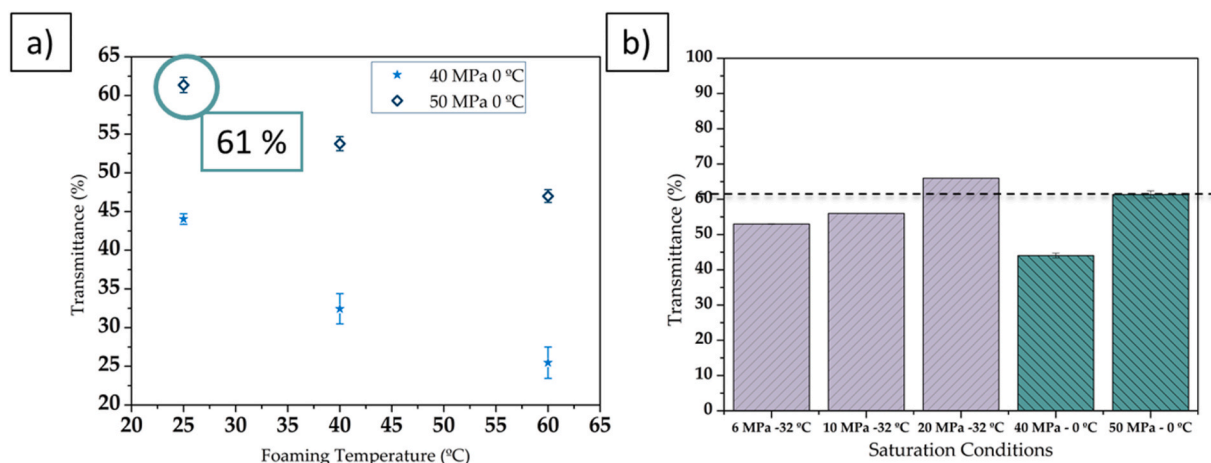 a)
65
60
55
50
45
40
35
30
25
20
Transmittance (%)
40 MPa 0 ºC
50 MPa 0 ºC
61 %
20 25 30 35 40 45 50 55 60 65
Foaming Temperature (ºC)
b)
100
90
80
70
60
50
40
30
20
10
0
Transmittance (%)
6 MPa -32 ºC 10 MPa -32 ºC 20 MPa -32 ºC 40 MPa - 0 ºC 50 MPa - 0 ºC
Saturation Conditions